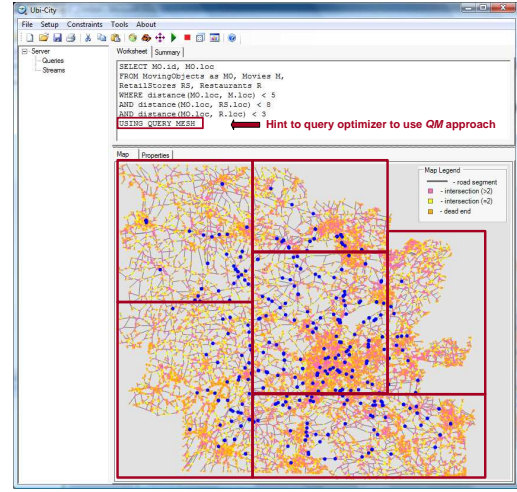 Ubi-City
File Setup Constraints Tools About
Server
Queries
Streams
Worksheet Summary
SELECT MO.id, MO.loc
FROM MovingObjects as MO, Movies M,
RetailStores RS, Restaurants R
WHERE distance(MO.loc, M.loc) < 5
AND distance(MO.loc, RS.loc) < 8
AND distance(MO.loc, R.loc) < 3
USING QUERY MESH
Hint to query optimizer to use QM approach
Map Properties
Map Legend
- road segment
- intersection (>2)
- intersection (=2)
- dead end